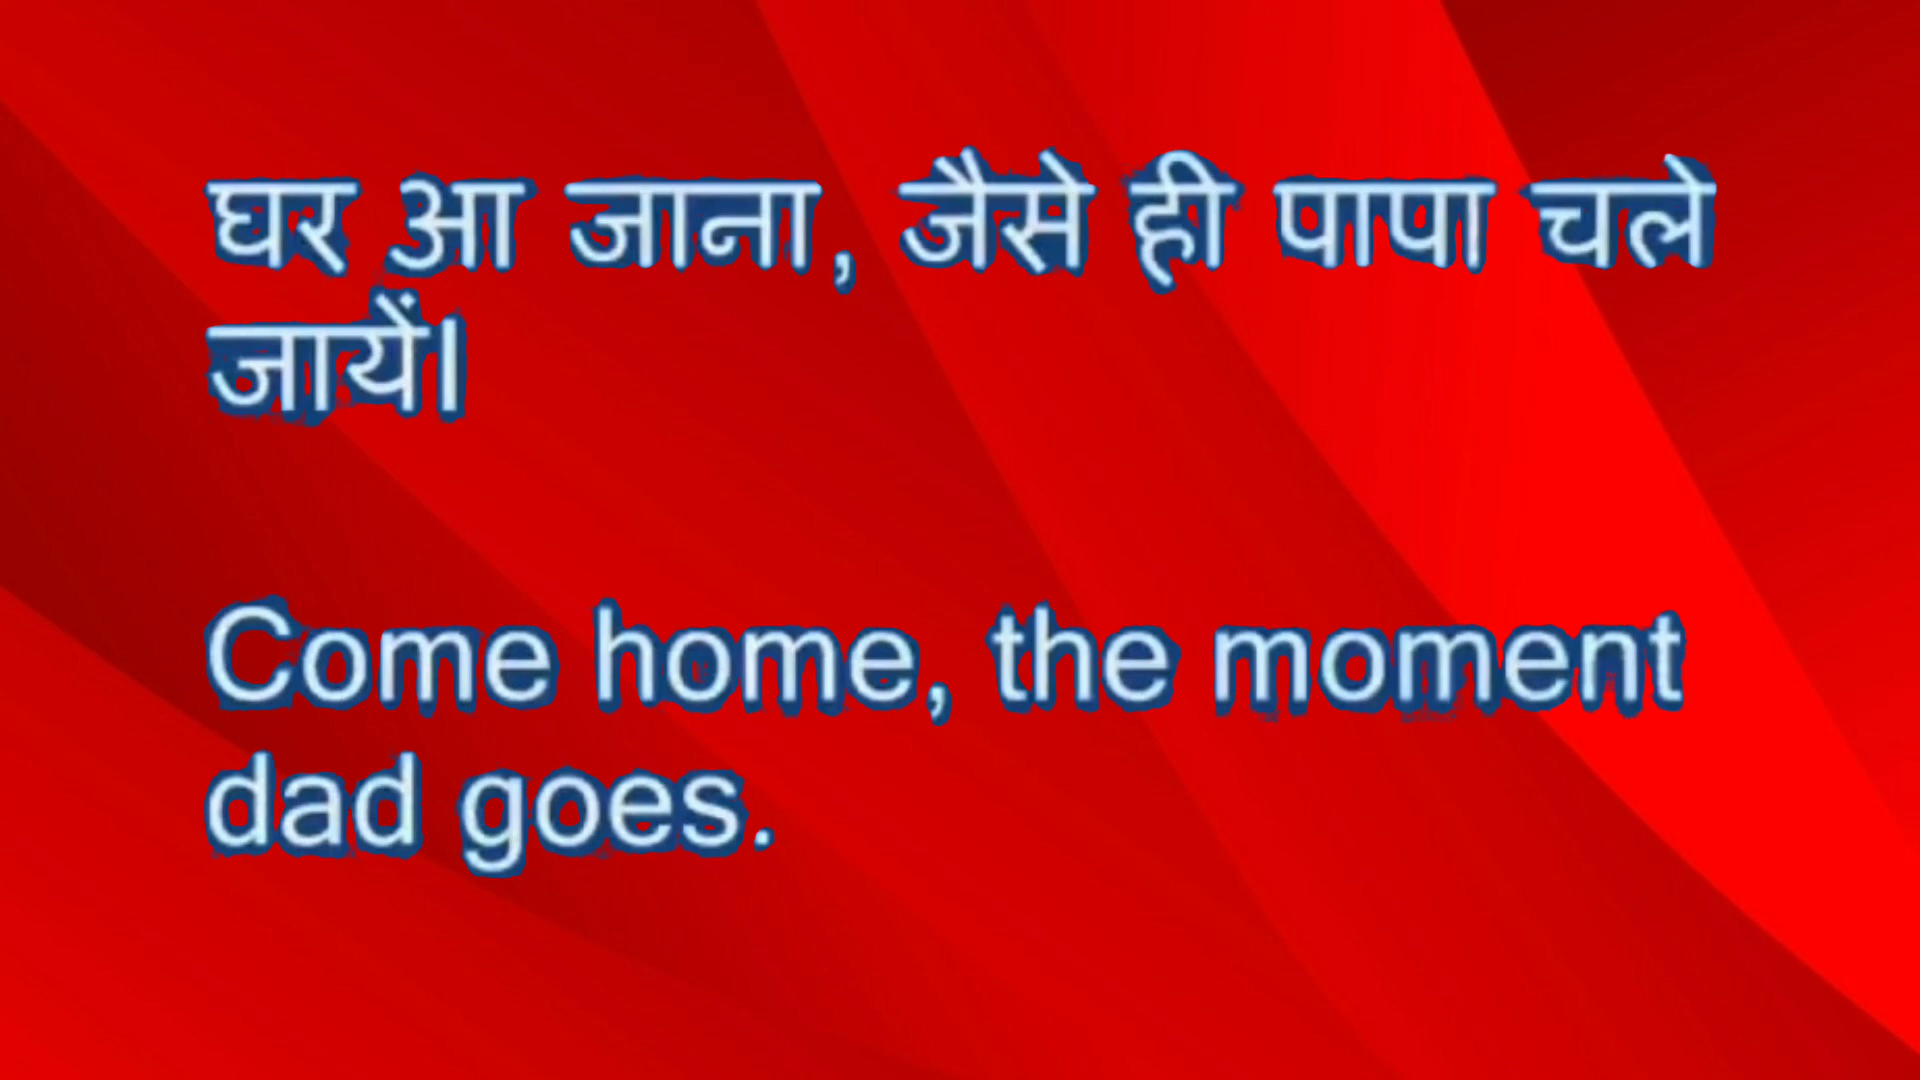 घर आ जाना, जैसे ही पापा चले
जायें।
Come home, the moment
dad goes.